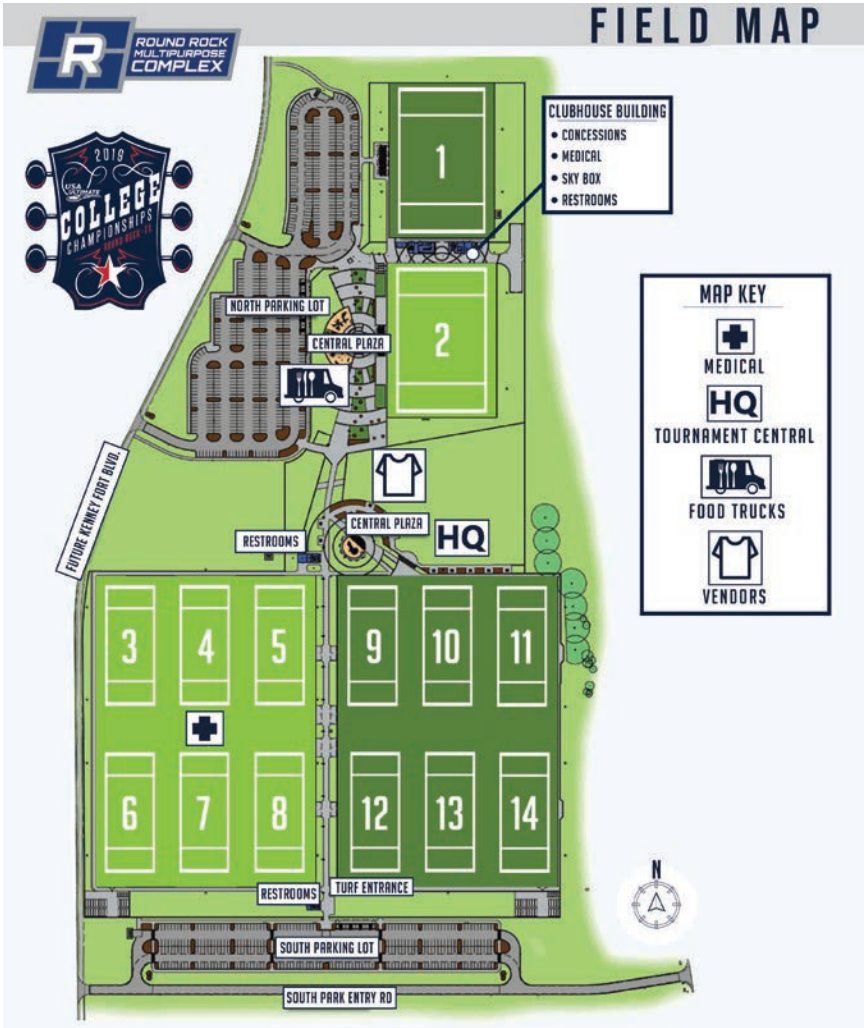 FIELD MAP
R
ROUND ROCK
MULTIPURPOSE
COMPLEX
2019
USA
ULTIMATE
COLLEGE
CHAMPIONSHIPS
ROUND ROCK-TX
1
CLUBHOUSE BUILDING
• CONCESSIONS
• MEDICAL
• SKY BOX
• RESTROOMS
NORTH PARKING LOT
CENTRAL PLAZA
2
MAP KEY
MEDICAL
HQ
TOURNAMENT CENTRAL
FOOD TRUCKS
VENDORS
FUTURE KENNEY FORT BLVD.
CENTRAL PLAZA
RESTROOMS
HQ
3
4
5
9
10
11
6
7
8
12
13
14
RESTROOMS
TURF ENTRANCE
N
SOUTH PARKING LOT
SOUTH PARK ENTRY RD